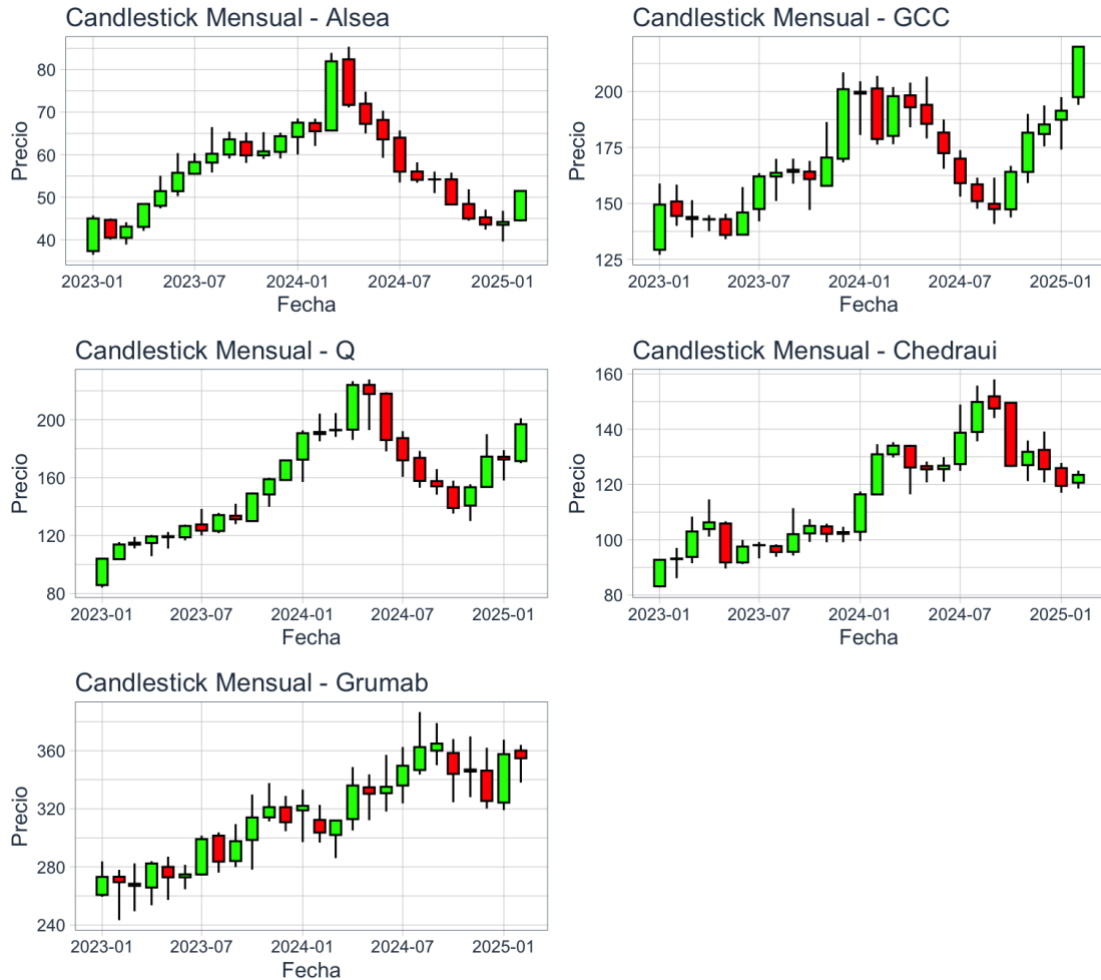 Candlestick Mensual - Alsea
80
70
60
50
40
Precio
2023-01 2023-07 2024-01 2024-07 2025-01
Fecha
Candlestick Mensual - GCC
200
175
150
125
Precio
2023-01 2023-07 2024-01 2024-07 2025-01
Fecha
Candlestick Mensual - Q
200
160
120
80
Precio
2023-01 2023-07 2024-01 2024-07 2025-01
Fecha
Candlestick Mensual - Chedraui
160
140
120
100
80
Precio
2023-01 2023-07 2024-01 2024-07 2025-01
Fecha
Candlestick Mensual - Grumab
360
320
280
240
Precio
2023-01 2023-07 2024-01 2024-07 2025-01
Fecha